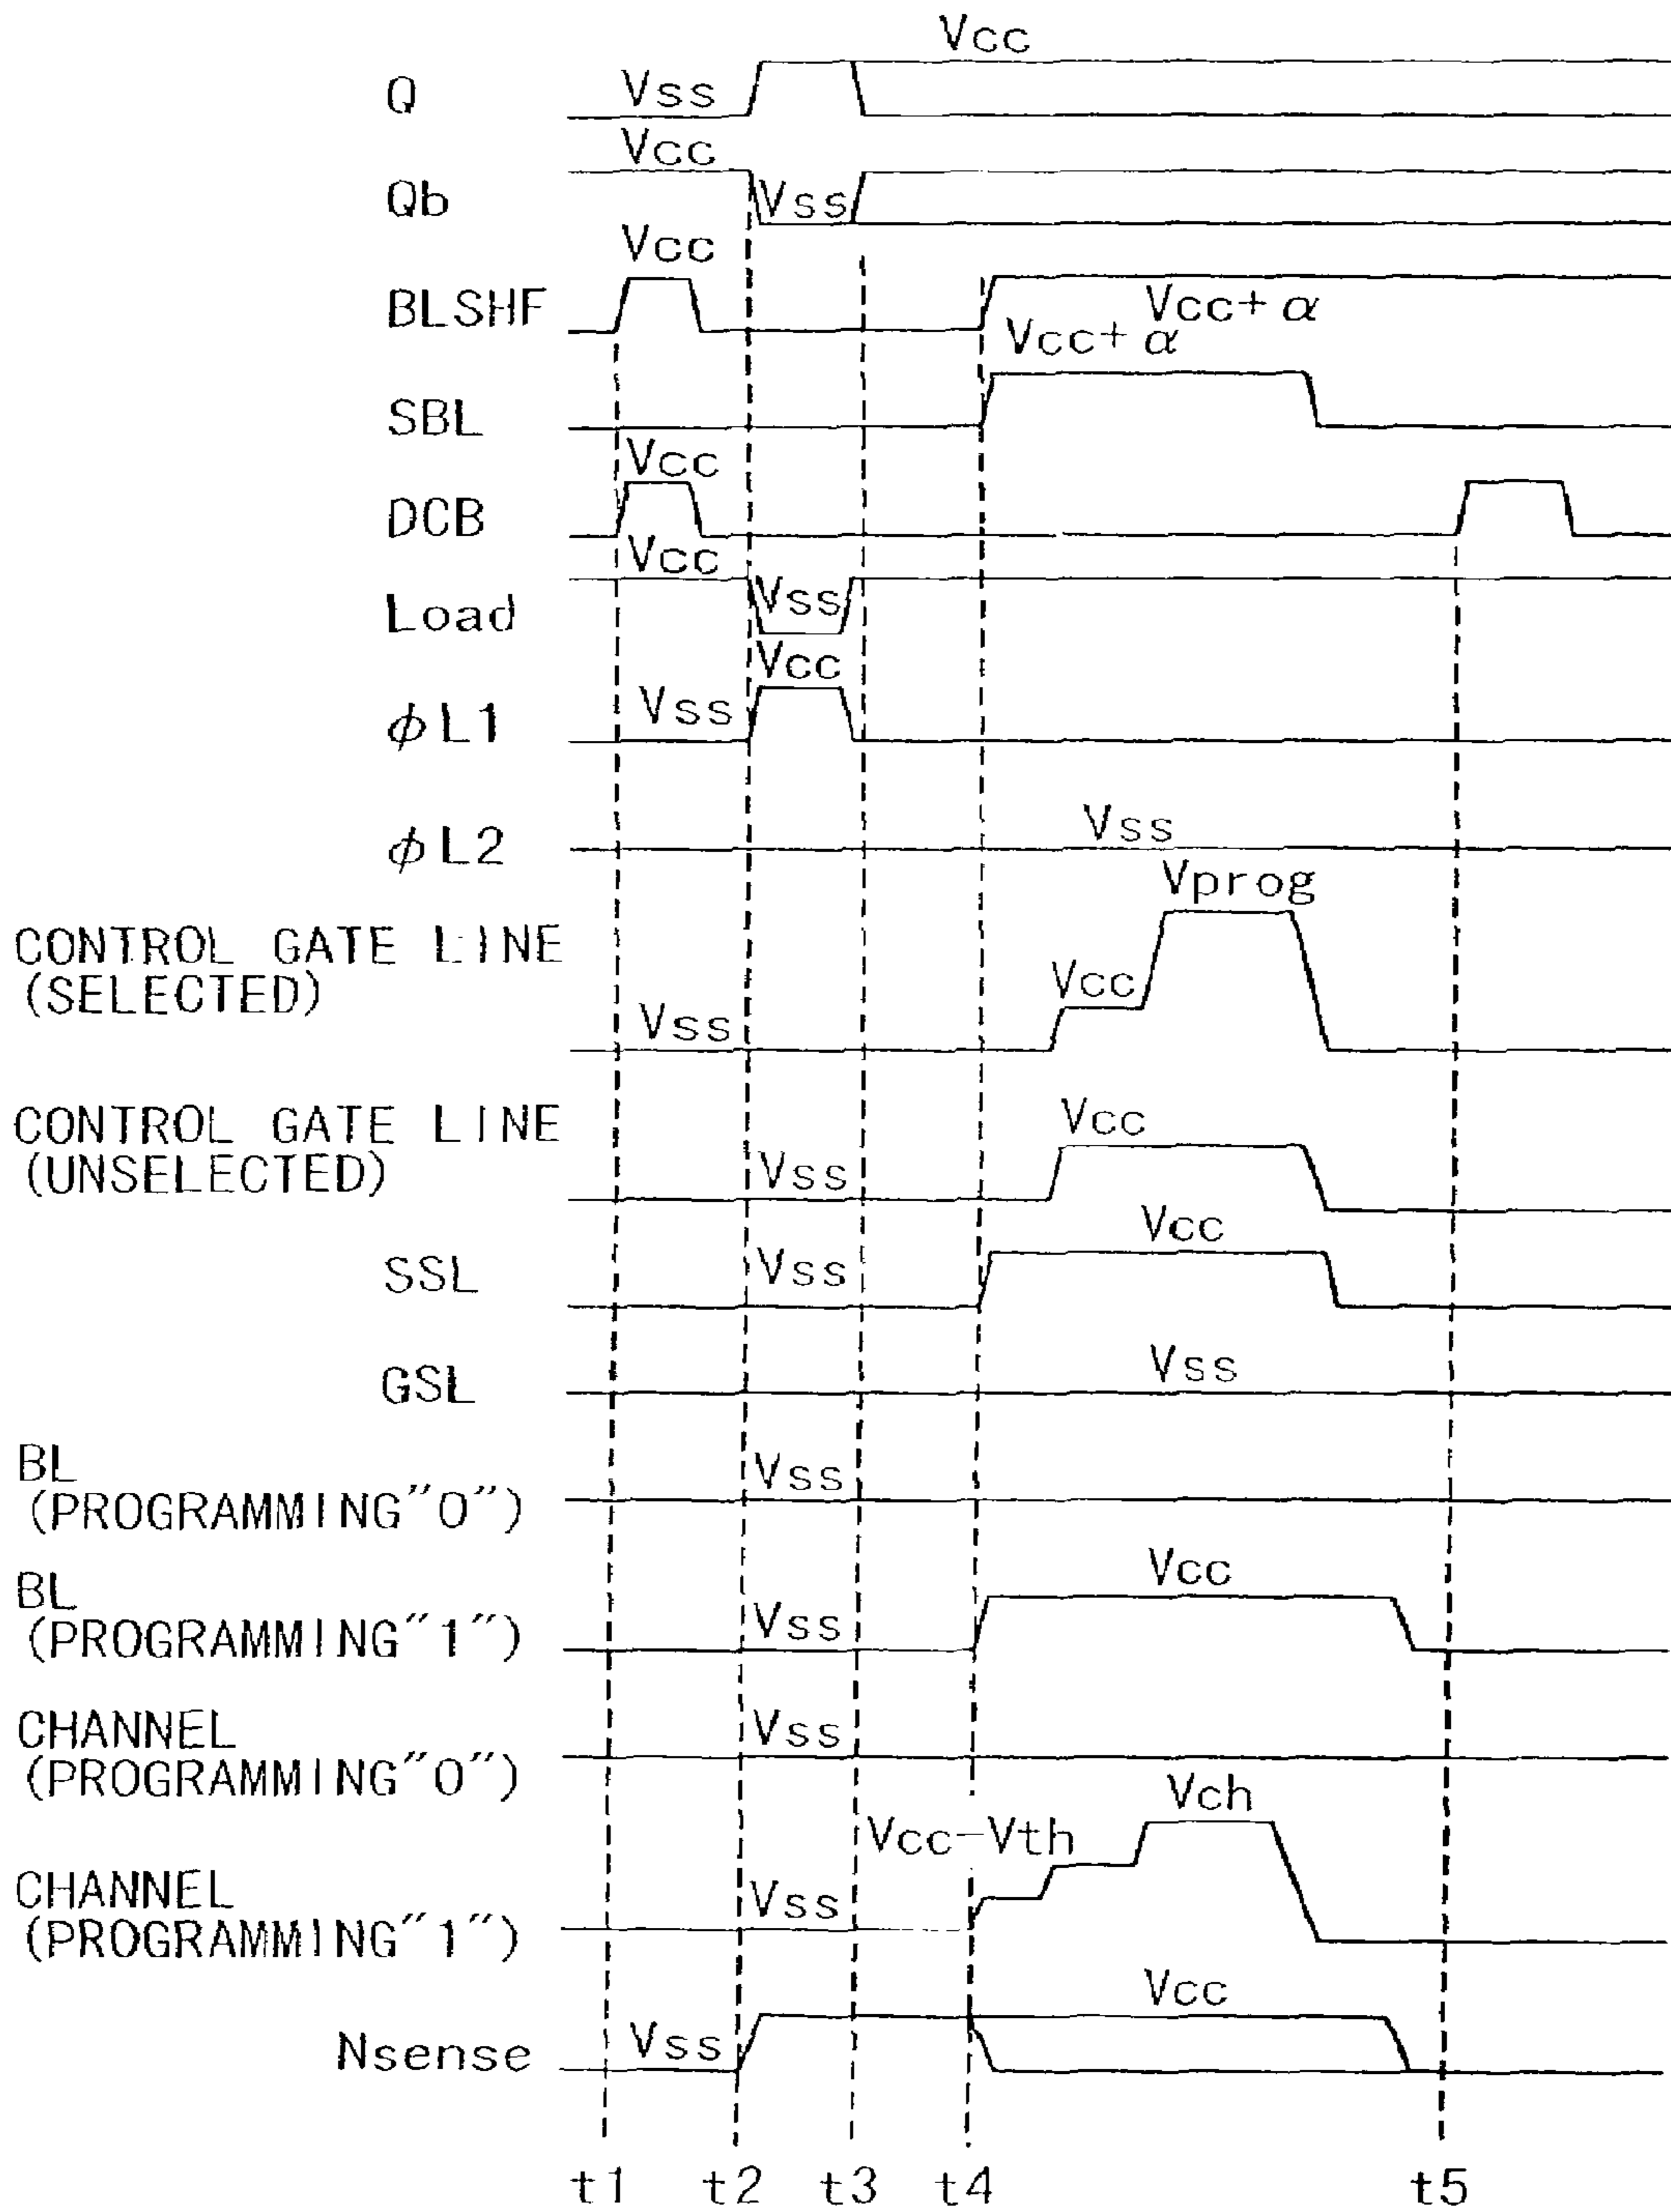 Vcc
Q Vss
Vcc
Qb Vss
Vcc
BLSHF Vcc+α
Vcc+α
SBL
Vcc
DCB
Vcc
Load Vss
Vcc
φL1 Vss
φL2 Vss
Vprog
CONTROL GATE LINE
(SELECTED) Vcc
Vss
CONTROL GATE LINE Vcc
(UNSELECTED) Vss
Vcc
SSL Vss
GSL Vss
BL Vss
(PROGRAMMING"0")
BL Vcc
(PROGRAMMING"1") Vss
CHANNEL Vss
(PROGRAMMING"0")
Vch
Vcc-Vth
CHANNEL Vss
(PROGRAMMING"1")
Vcc
Nsense Vss
t1 t2 t3 t4 t5